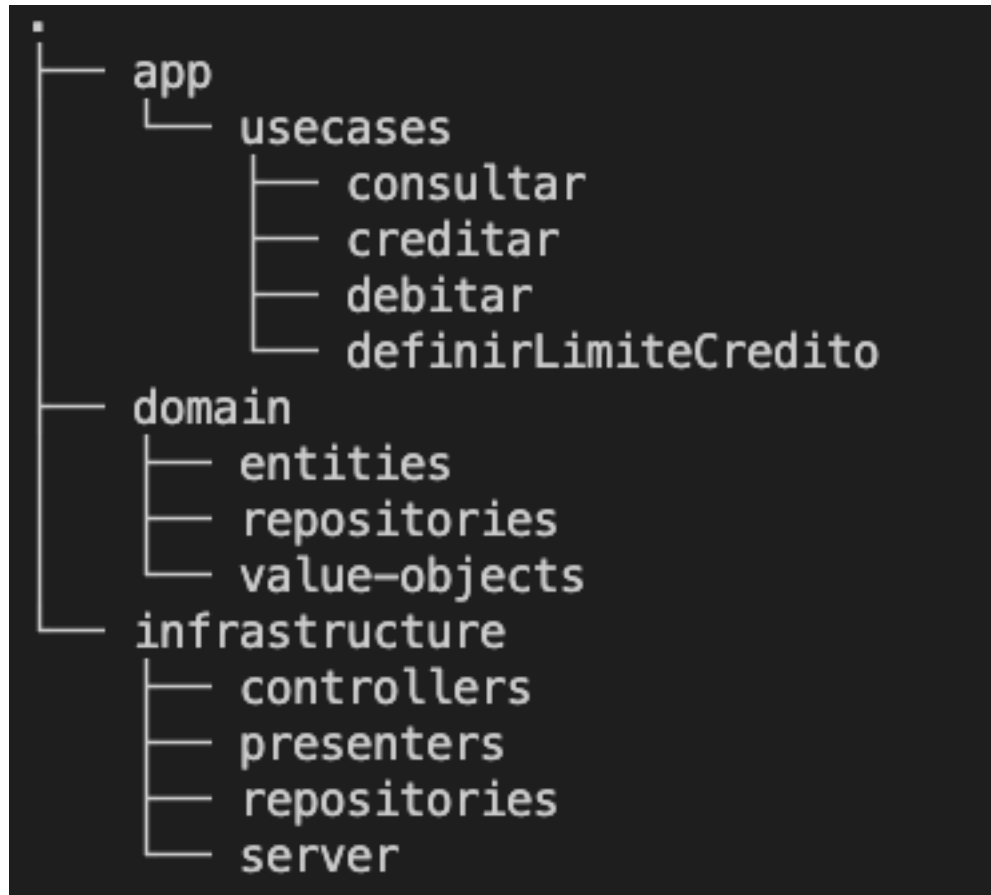 .
├── app
│   └── usecases
│       ├── consultar
│       ├── creditar
│       ├── debitar
│       └── definirLimiteCredito
├── domain
│   ├── entities
│   ├── repositories
│   └── value-objects
└── infrastructure
    ├── controllers
    ├── presenters
    ├── repositories
    └── server